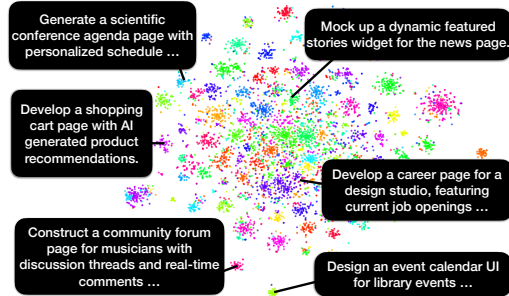 Generate a scientific
conference agenda page with
personalized schedule ...
Mock up a dynamic featured
stories widget for the news page.
Develop a shopping
cart page with AI
generated product
recommendations.
Develop a career page for
a design studio, featuring
current job openings ...
Construct a community forum
page for musicians with
discussion threads and real-time
comments ...
Design an event calendar UI
for library events ...